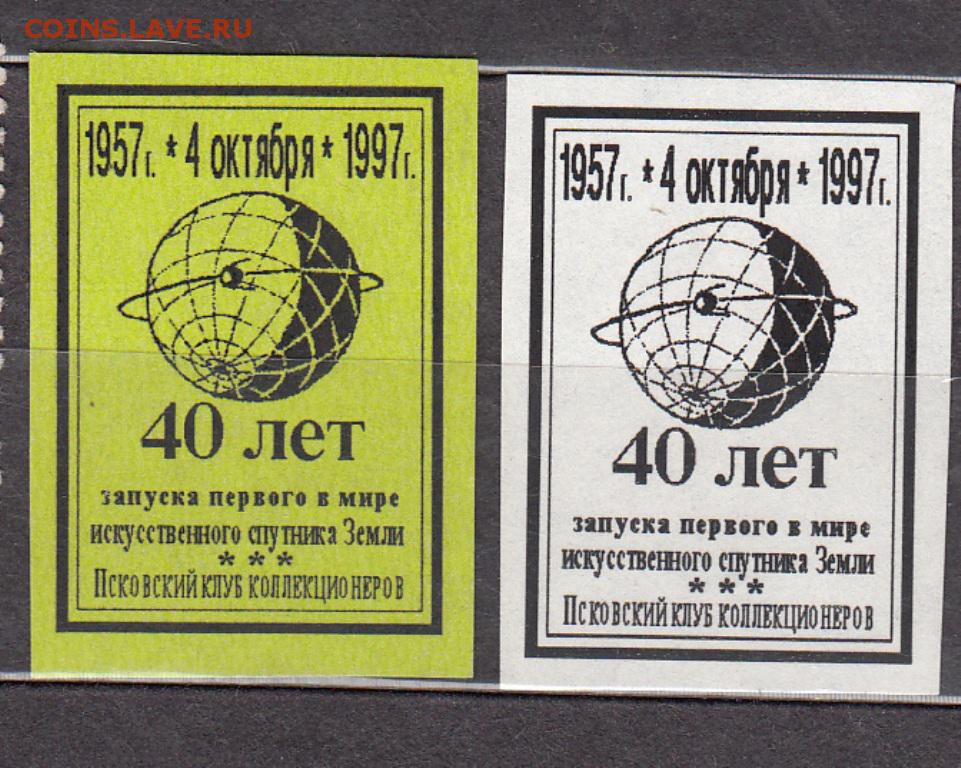 COINS.LAVE.RU
1957г. * 4 октября * 1997г.
40 лет
запуска первого в мире
искусственного спутника Земли
* * *
Псковский клуб коллекционеров
1957г. * 4 октября * 1997г.
40 лет
запуска первого в мире
искусственного спутника Земли
* * *
Псковский клуб коллекционеров